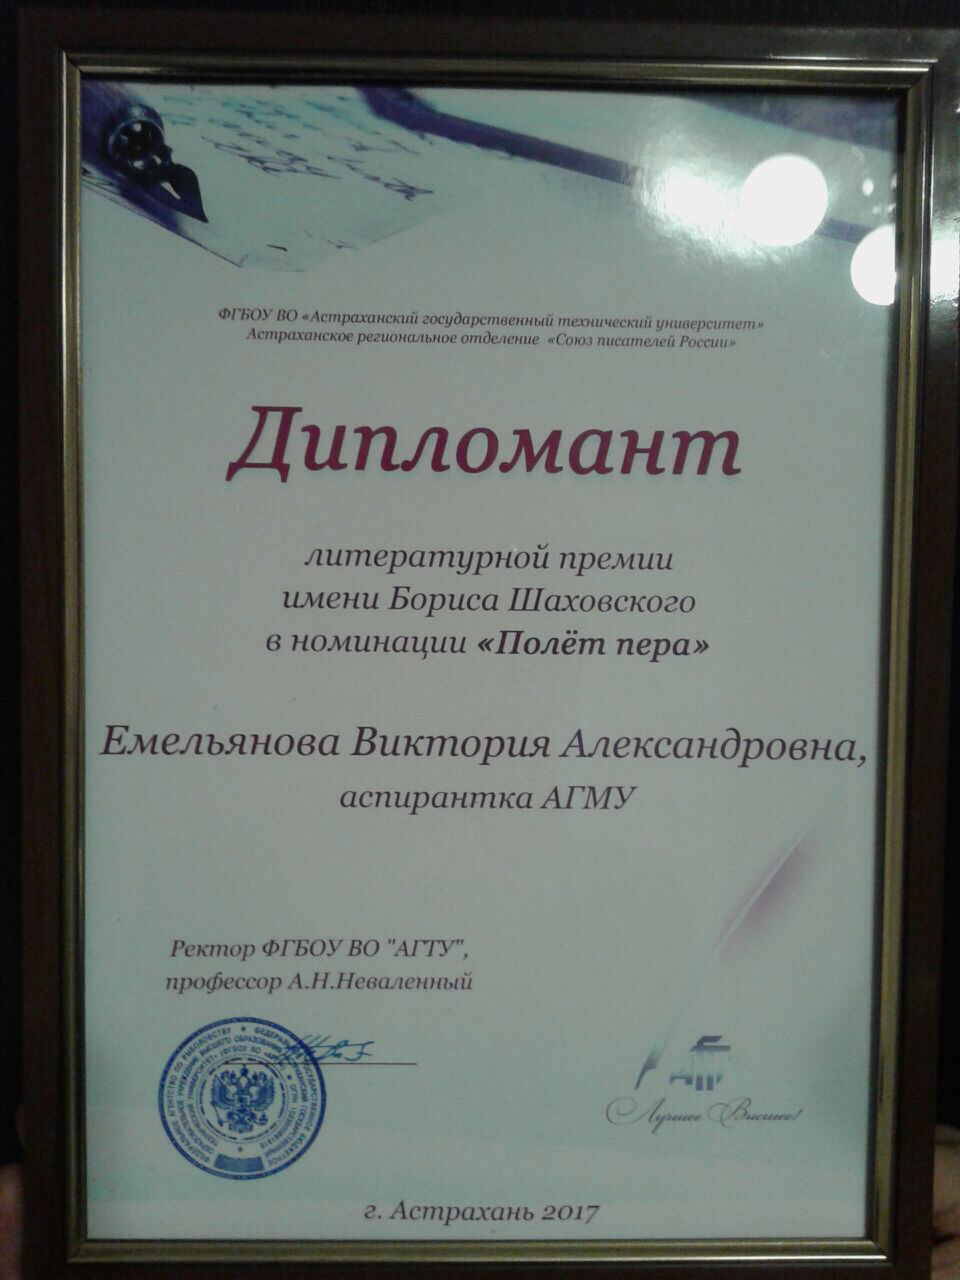 ФГБОУ ВО «Астраханский государственный технический университет»
Астраханское региональное отделение «Союз писателей России»
Дипломант
литературной премии
имени Бориса Шаховского
в номинации «Полёт пера»
Емельянова Виктория Александровна,
аспирантка АГМУ
Ректор ФГБОУ ВО "АГТУ",
профессор А.Н.Неваленный
Лучшее Высшее!
г. Астрахань 2017